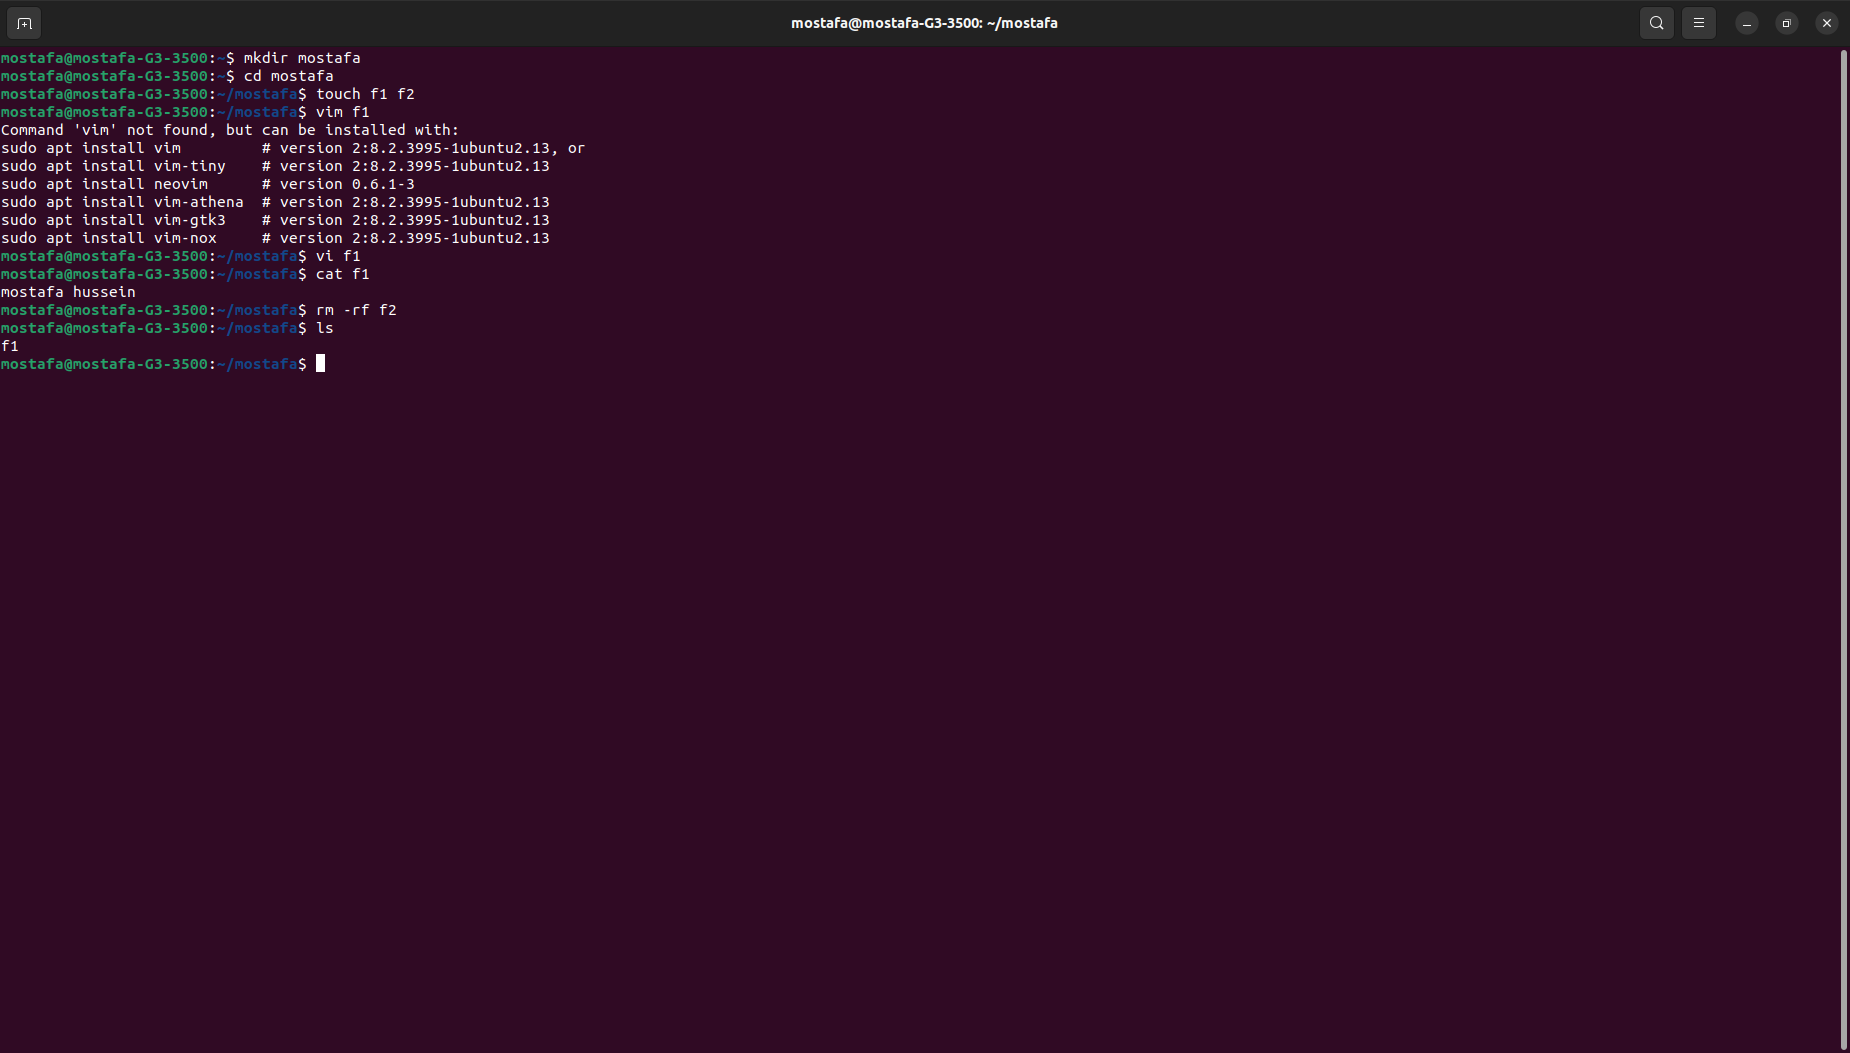 mostafa@mostafa-G3-3500: ~/mostafa
mostafa@mostafa-G3-3500:~$ mkdir mostafa
mostafa@mostafa-G3-3500:~$ cd mostafa
mostafa@mostafa-G3-3500:~/mostafa$ touch f1 f2
mostafa@mostafa-G3-3500:~/mostafa$ vim f1
Command 'vim' not found, but can be installed with:
sudo apt install vim         # version 2:8.2.3995-1ubuntu2.13, or
sudo apt install vim-tiny    # version 2:8.2.3995-1ubuntu2.13
sudo apt install neovim      # version 0.6.1-3
sudo apt install vim-athena  # version 2:8.2.3995-1ubuntu2.13
sudo apt install vim-gtk3    # version 2:8.2.3995-1ubuntu2.13
sudo apt install vim-nox     # version 2:8.2.3995-1ubuntu2.13
mostafa@mostafa-G3-3500:~/mostafa$ vi f1
mostafa@mostafa-G3-3500:~/mostafa$ cat f1
mostafa hussein
mostafa@mostafa-G3-3500:~/mostafa$ rm -rf f2
mostafa@mostafa-G3-3500:~/mostafa$ ls
f1
mostafa@mostafa-G3-3500:~/mostafa$